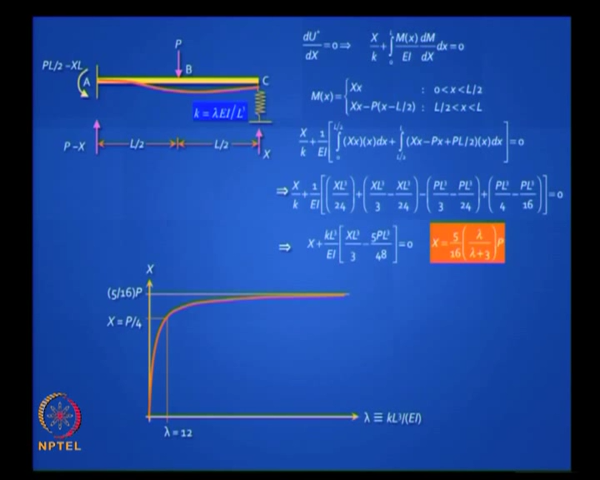 dU*/dX = 0 ⇒ X/k + ∫₀ᴸ M(x)/EI dM/dX dx = 0
P
PL/2 –XL
A
B
C
M(x) = { Xx : 0 < x < L/2
Xx–P(x–L/2) : L/2 < x < L
k = λEI/L³
P –X
L/2
L/2
X
X/k + 1/EI [ ∫₀^(L/2) (Xx)(x)dx + ∫_(L/2)^L (Xx–Px+PL/2)(x)dx ] = 0
⇒ X/k + 1/EI [ (XL³/24) + (XL³/3 – XL³/24) – (PL³/3 – PL³/24) + (PL³/4 – PL³/16) ] = 0
⇒ X + kL³/EI [ XL³/3 – 5PL³/48 ] = 0
X = 5/16 ( λ/(λ+3) ) P
X
(5/16)P
X = P/4
λ = 12
λ ≡ kL³/(EI)
NPTEL